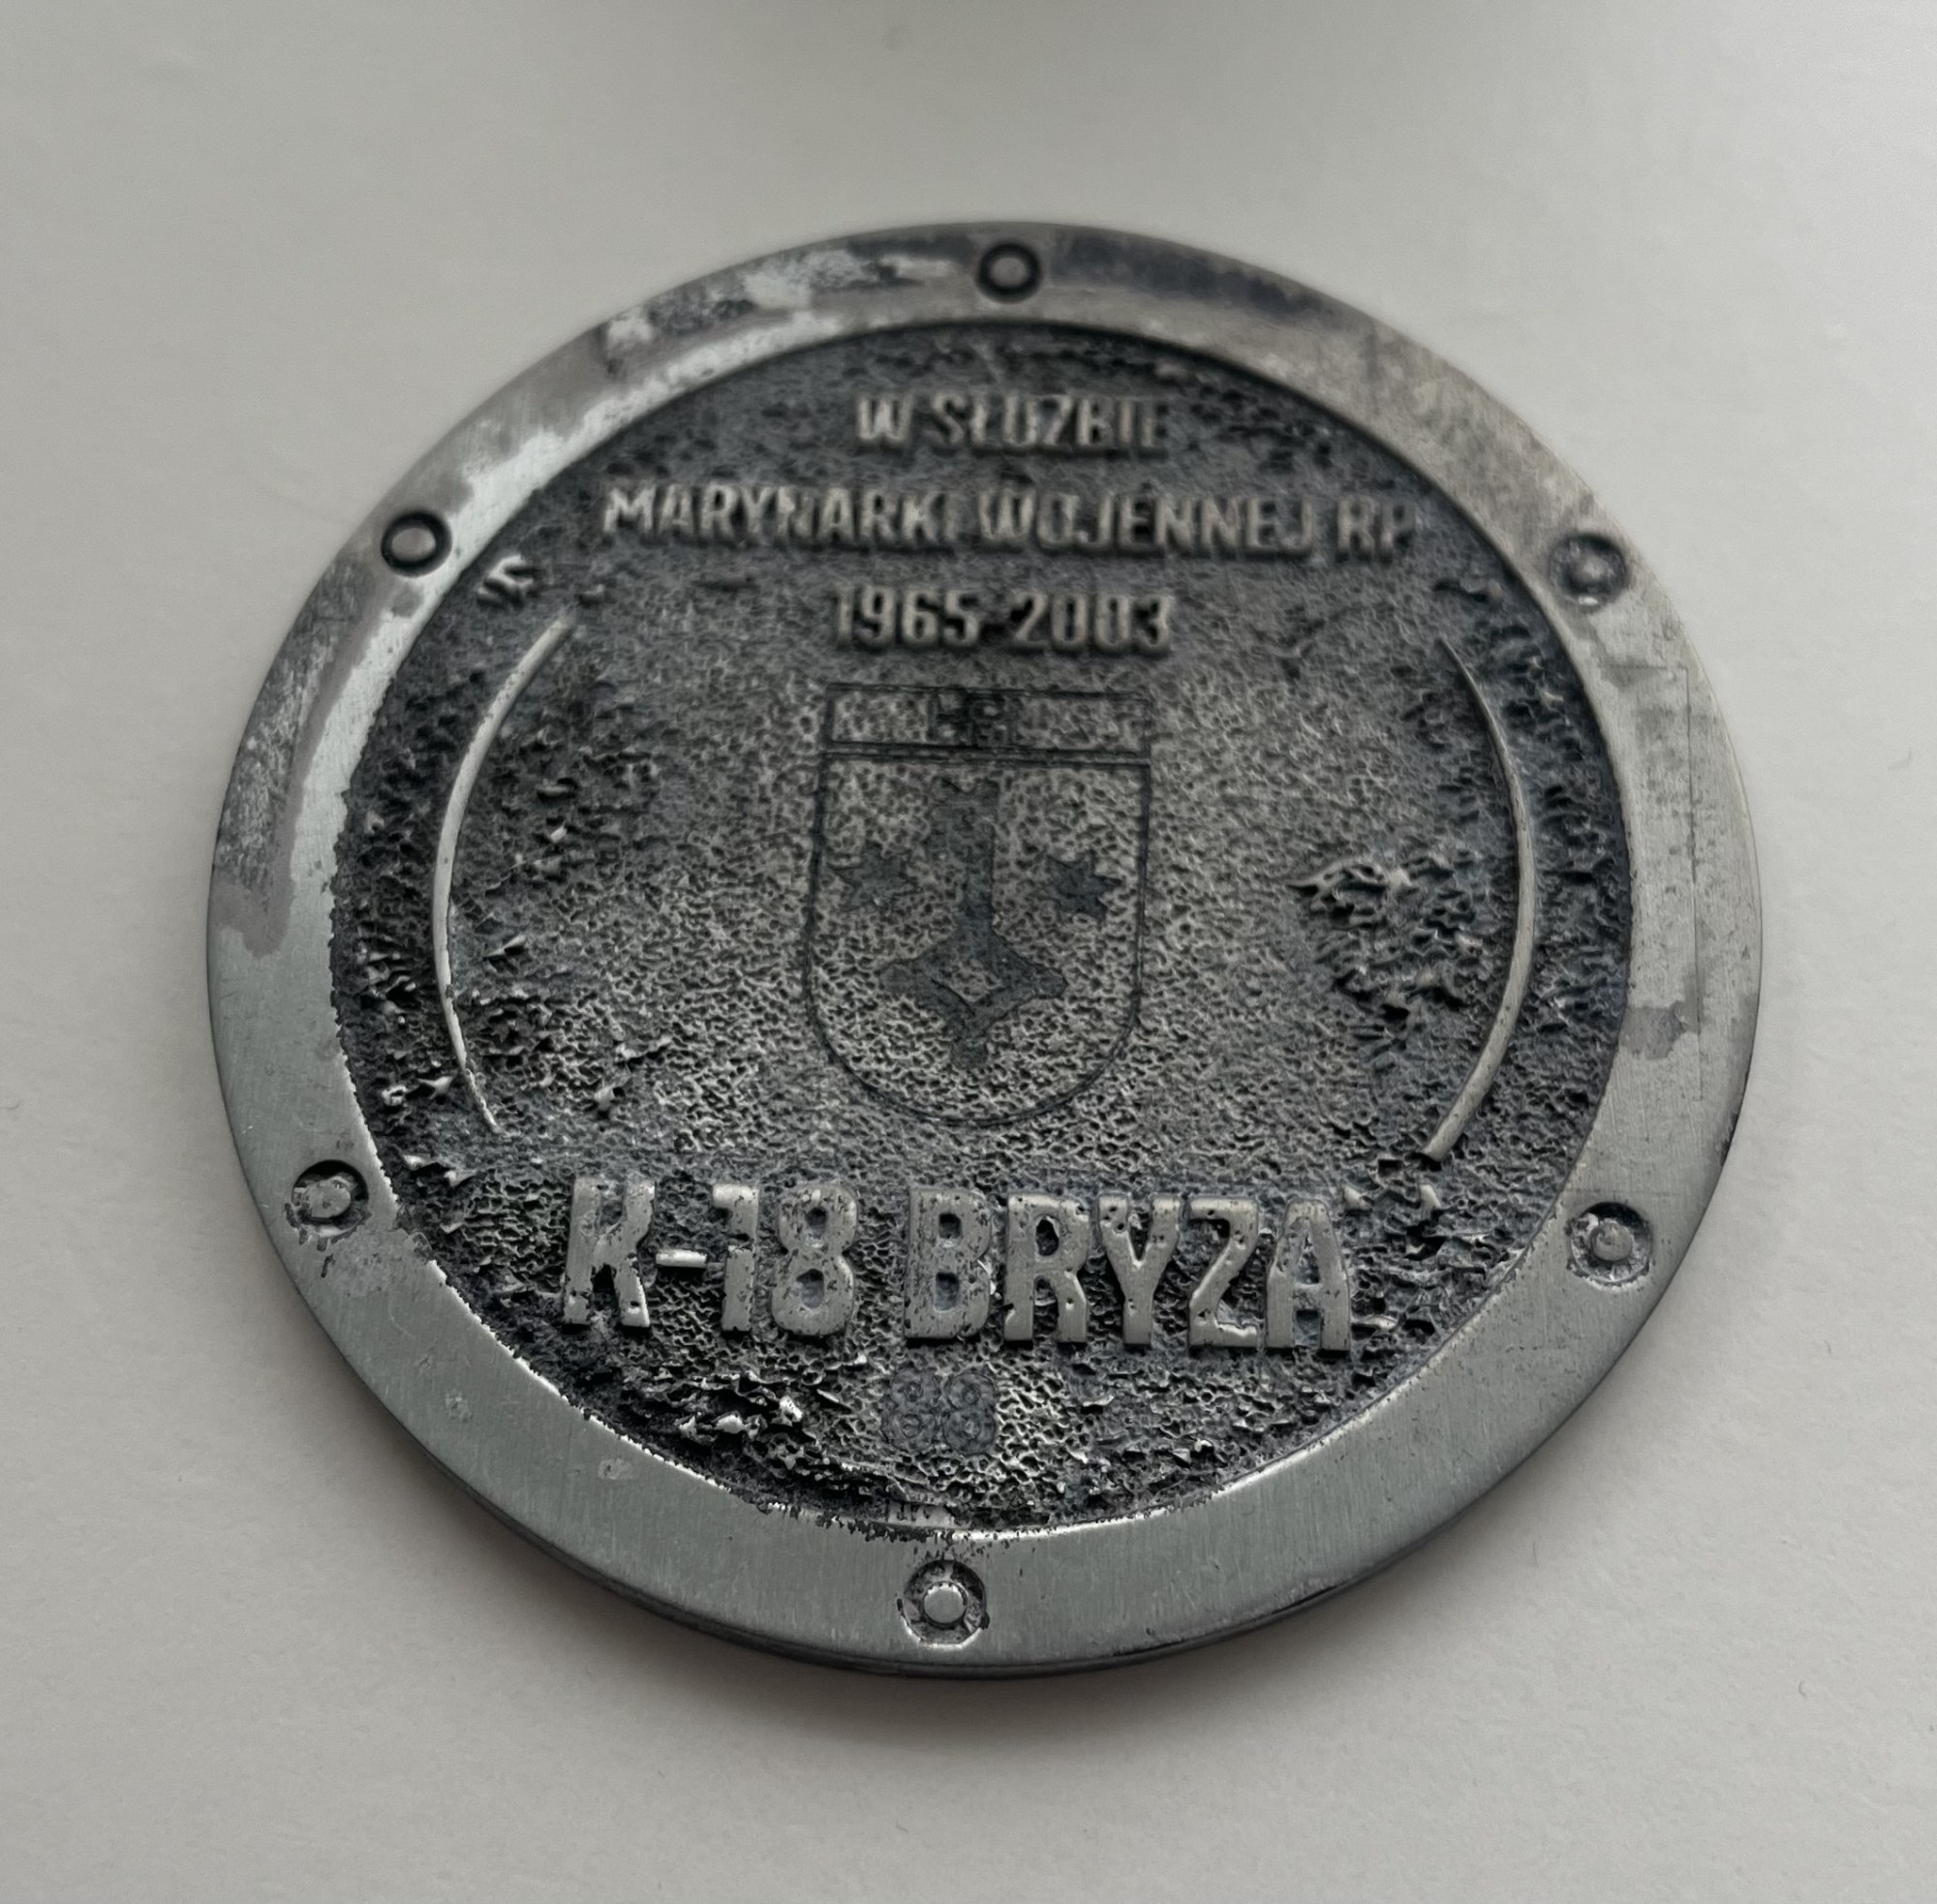 W SŁUŻBIE
MARYNARKI WOJENNEJ RP
1965-2003
K-18 BRYZA